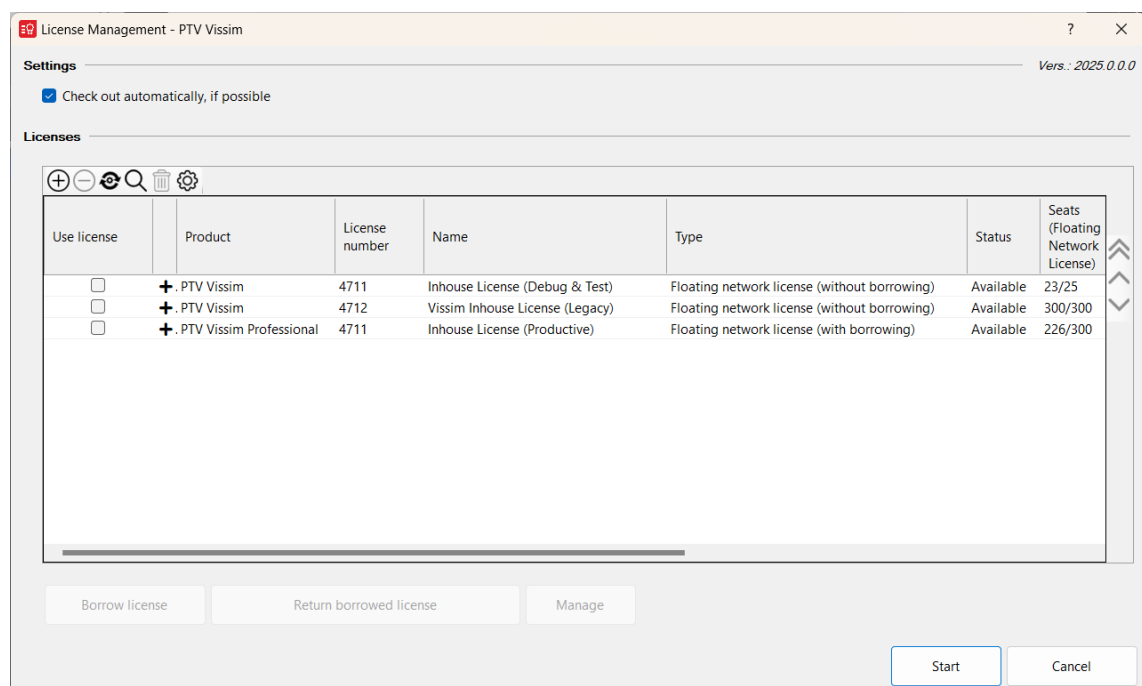 License Management - PTV Vissim
?
Settings
Vers.: 2025.0.0.0
Check out automatically, if possible
Licenses
Use license
Product
License
number
Name
Type
Status
Seats
(Floating
Network
License)
. PTV Vissim 4711 Inhouse License (Debug & Test) Floating network license (without borrowing) Available 23/25
. PTV Vissim 4712 Vissim Inhouse License (Legacy) Floating network license (without borrowing) Available 300/300
. PTV Vissim Professional 4711 Inhouse License (Productive) Floating network license (with borrowing) Available 226/300
Borrow license
Return borrowed license
Manage
Start
Cancel